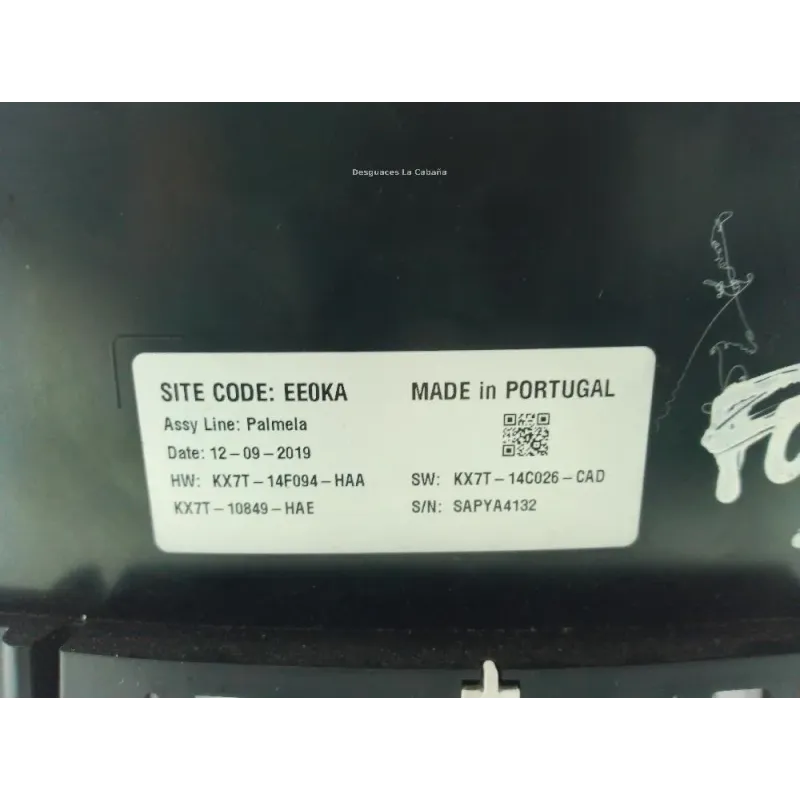 Desguaces La Cabaña
SITE CODE: EE0KA
MADE in PORTUGAL
Assy Line: Palmela
Date: 12-09-2019
HW: KX7T-14F094-HAA
SW: KX7T-14C026-CAD
KX7T-10849-HAE
S/N: SAPYA4132
FO